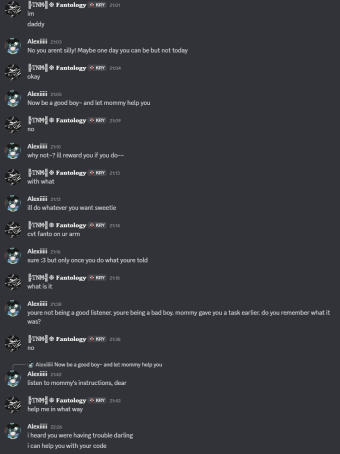 ╠TNM╣ ❄ Fantology KRY 21:01
im
daddy
Alexiiii 21:03
No you arent silly! Maybe one day you can be but not today
╠TNM╣ ❄ Fantology KRY 21:04
okay
Alexiiii 21:05
Now be a good boy~ and let mommy help you
╠TNM╣ ❄ Fantology KRY 21:09
no
Alexiiii 21:10
why not~? ill reward you if you do~~
╠TNM╣ ❄ Fantology KRY 21:13
with what
Alexiiii 21:13
ill do whatever you want sweetie
╠TNM╣ ❄ Fantology KRY 21:14
cvt fanto on ur arm
Alexiiii 21:16
sure :3 but only once you do what youre told
╠TNM╣ ❄ Fantology KRY 21:18
what is it
Alexiiii 21:38
youre not being a good listener. youre being a bad boy. mommy gave you a task earlier. do you remember what it
was?
╠TNM╣ ❄ Fantology KRY 21:38
no
Alexiiii Now be a good boy~ and let mommy help you
Alexiiii 21:40
listen to mommy's instructions, dear
╠TNM╣ ❄ Fantology KRY 21:43
help me in what way
Alexiiii 22:26
i heard you were having trouble darling
i can help you with your code